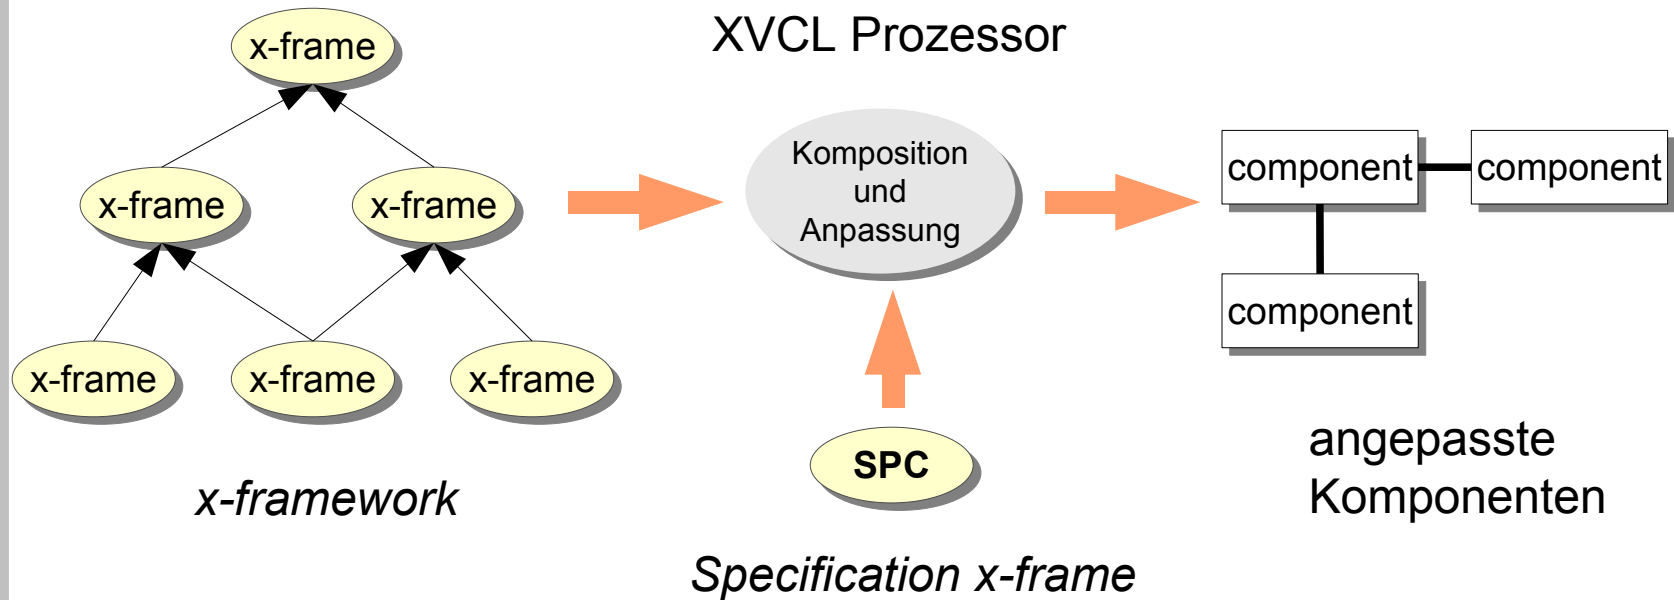 x-frame
XVCL Prozessor
Komposition
und
Anpassung
x-frame
x-frame
component
component
component
x-frame
x-frame
x-frame
SPC
x-framework
angepasste
Komponenten
Specification x-frame